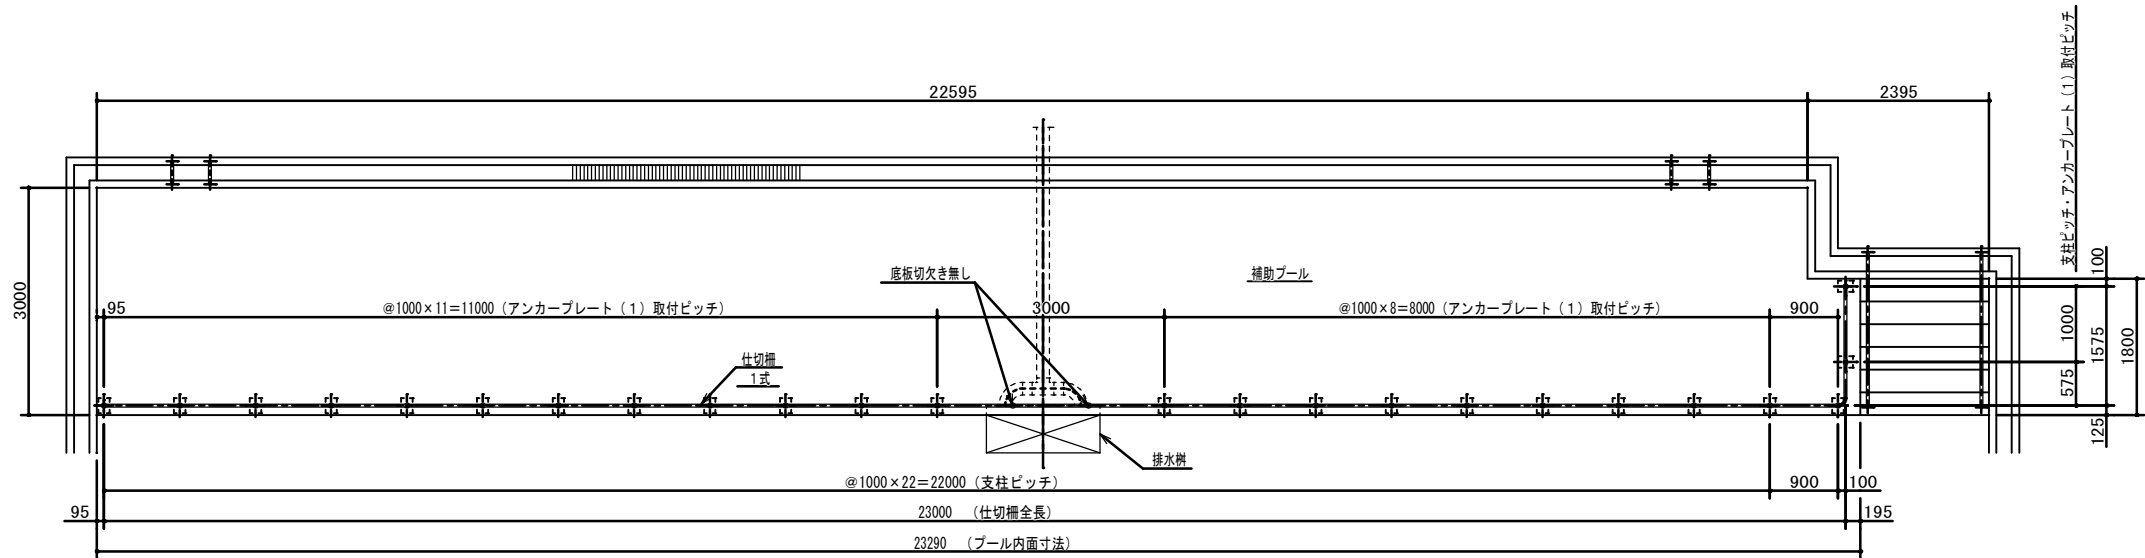 22595
2395
支柱ピッチ・アンカープレート（1）取付ピッチ
3000
底板切欠き無し
補助プール
100
95
@1000×11=11000（アンカープレート（1）取付ピッチ）
3000
@1000×8=8000（アンカープレート（1）取付ピッチ）
900
1000
1575
1800
仕切柵
1式
575
125
排水桝
@1000×22=22000（支柱ピッチ）
900
100
95
23000 （仕切柵全長）
195
23290 （プール内面寸法）